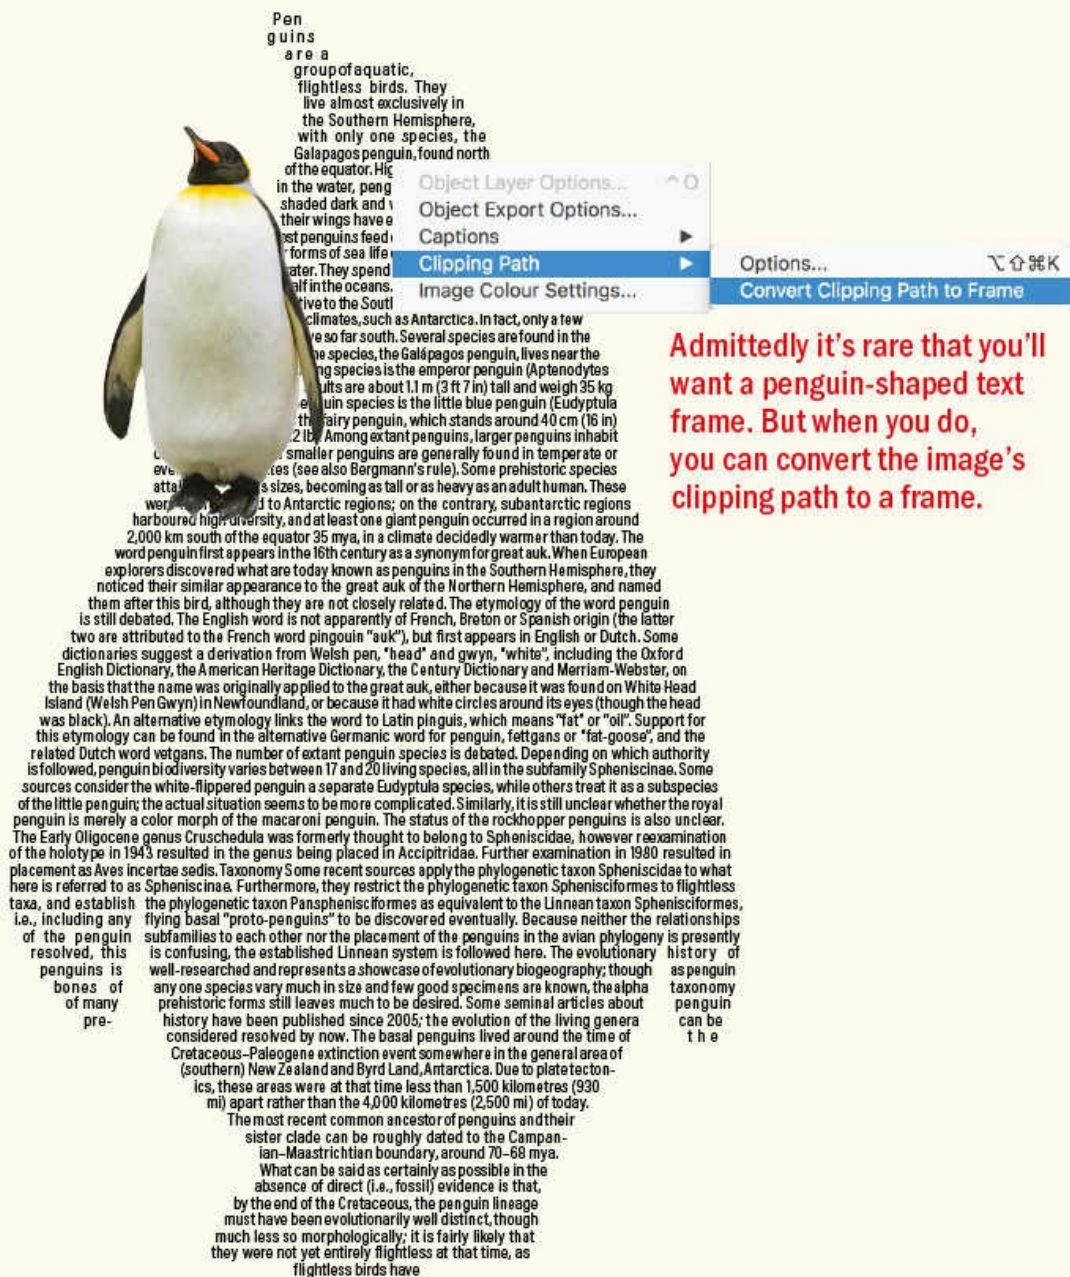 Pen
guins
are a
group of aquatic,
flightless birds. They
live almost exclusively in
the Southern Hemisphere,
with only one species, the
Galapagos penguin, found north
of the equator. Hig
in the water, peng
shaded dark and
their wings have e
st penguins feed
forms of sea life
ater. They spend
alf in the oceans.
tive to the Sout
climates, such as Antarctica. In fact, only a few
ve so far south. Several species are found in the
e species, the Galápagos penguin, lives near the
ng species is the emperor penguin (Aptenodytes
ults are about 1.1 m (3 ft 7 in) tall and weigh 35 kg
uin species is the little blue penguin (Eudyptula
the fairy penguin, which stands around 40 cm (16 in)
2 lb). Among extant penguins, larger penguins inhabit
smaller penguins are generally found in temperate or
eve tes (see also Bergmann's rule). Some prehistoric species
atta s sizes, becoming as tall or as heavy as an adult human. These
wer d to Antarctic regions; on the contrary, subantarctic regions
harboured high diversity, and at least one giant penguin occurred in a region around
2,000 km south of the equator 35 mya, in a climate decidedly warmer than today. The
word penguin first appears in the 16th century as a synonym for great auk. When European
explorers discovered what are today known as penguins in the Southern Hemisphere, they
noticed their similar appearance to the great auk of the Northern Hemisphere, and named
them after this bird, although they are not closely related. The etymology of the word penguin
is still debated. The English word is not apparently of French, Breton or Spanish origin (the latter
two are attributed to the French word pingouin "auk"), but first appears in English or Dutch. Some
dictionaries suggest a derivation from Welsh pen, "head" and gwyn, "white", including the Oxford
English Dictionary, the American Heritage Dictionary, the Century Dictionary and Merriam-Webster, on
the basis that the name was originally applied to the great auk, either because it was found on White Head
Island (Welsh Pen Gwyn) in Newfoundland, or because it had white circles around its eyes (though the head
was black). An alternative etymology links the word to Latin pinguis, which means "fat" or "oil". Support for
this etymology can be found in the alternative Germanic word for penguin, fettgans or "fat-goose", and the
related Dutch word vetgans. The number of extant penguin species is debated. Depending on which authority
is followed, penguin biodiversity varies between 17 and 20 living species, all in the subfamily Spheniscinae. Some
sources consider the white-flippered penguin a separate Eudyptula species, while others treat it as a subspecies
of the little penguin; the actual situation seems to be more complicated. Similarly, it is still unclear whether the royal
penguin is merely a color morph of the macaroni penguin. The status of the rockhopper penguins is also unclear.
The Early Oligocene genus Cruschedula was formerly thought to belong to Spheniscidae, however reexamination
of the holotype in 1943 resulted in the genus being placed in Accipitridae. Further examination in 1980 resulted in
placement as Aves incertae sedis. Taxonomy Some recent sources apply the phylogenetic taxon Spheniscidae to what
here is referred to as Spheniscinae. Furthermore, they restrict the phylogenetic taxon Sphenisciformes to flightless
taxa, and establish the phylogenetic taxon Pansphenisciformes as equivalent to the Linnean taxon Sphenisciformes,
i.e., including any flying basal "proto-penguins" to be discovered eventually. Because neither the relationships
of the penguin subfamilies to each other nor the placement of the penguins in the avian phylogeny is presently
resolved, this is confusing, the established Linnean system is followed here. The evolutionary history of
penguins is well-researched and represents a showcase of evolutionary biogeography; though as penguin
bones of any one species vary much in size and few good specimens are known, the alpha taxonomy
of many prehistoric forms still leaves much to be desired. Some seminal articles about penguin
pre- history have been published since 2005; the evolution of the living genera can be
considered resolved by now. The basal penguins lived around the time of the
Cretaceous–Paleogene extinction event somewhere in the general area of
(southern) New Zealand and Byrd Land, Antarctica. Due to plate tecton-
ics, these areas were at that time less than 1,500 kilometres (930
mi) apart rather than the 4,000 kilometres (2,500 mi) of today.
The most recent common ancestor of penguins and their
sister clade can be roughly dated to the Campan-
ian–Maastrichtian boundary, around 70–68 mya.
What can be said as certainly as possible in the
absence of direct (i.e., fossil) evidence is that,
by the end of the Cretaceous, the penguin lineage
must have been evolutionarily well distinct, though
much less so morphologically; it is fairly likely that
they were not yet entirely flightless at that time, as
flightless birds have
Object Layer Options... ^O
Object Export Options...
Captions
Clipping Path
Image Colour Settings...
Options... ⌥⇧⌘K
Convert Clipping Path to Frame
Admittedly it's rare that you'll
want a penguin-shaped text
frame. But when you do,
you can convert the image's
clipping path to a frame.